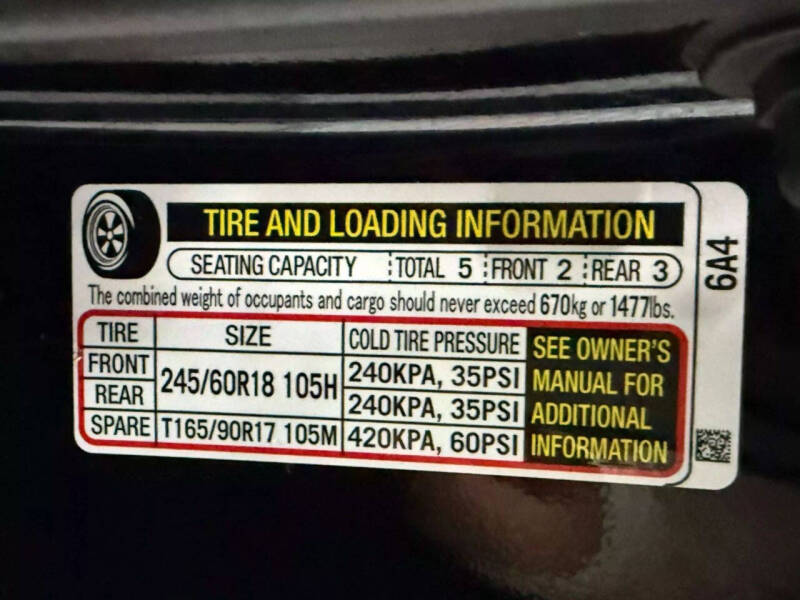 TIRE AND LOADING INFORMATION
SEATING CAPACITY TOTAL 5 FRONT 2 REAR 3
The combined weight of occupants and cargo should never exceed 670kg or 1477lbs.
TIRE SIZE COLD TIRE PRESSURE
FRONT 245/60R18 105H 240KPA, 35PSI
REAR 240KPA, 35PSI
SPARE T165/90R17 105M 420KPA, 60PSI
SEE OWNER'S
MANUAL FOR
ADDITIONAL
INFORMATION
6A4